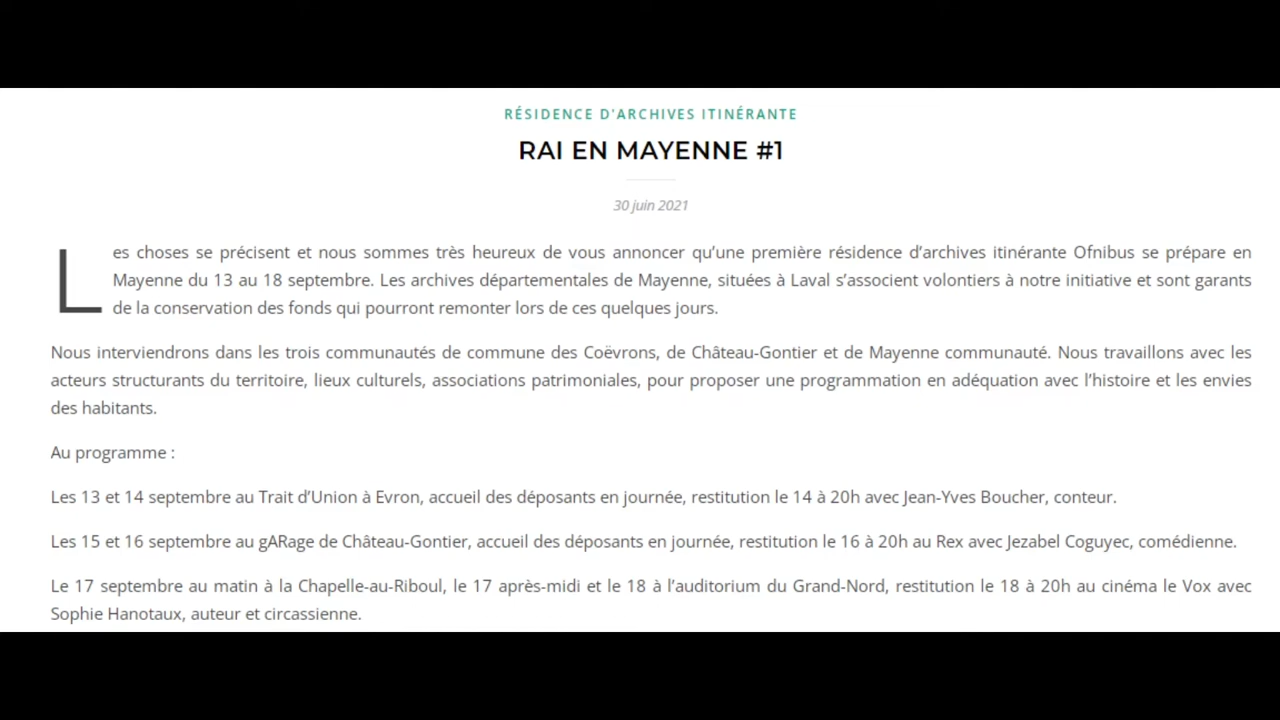 RÉSIDENCE D'ARCHIVES ITINÉRANTE
RAI EN MAYENNE #1
30 juin 2021
Les choses se précisent et nous sommes très heureux de vous annoncer qu’une première résidence d’archives itinérante Ofnibus se prépare en
Mayenne du 13 au 18 septembre. Les archives départementales de Mayenne, situées à Laval s’associent volontiers à notre initiative et sont garants
de la conservation des fonds qui pourront remonter lors de ces quelques jours.
Nous interviendrons dans les trois communautés de commune des Coëvrons, de Château-Gontier et de Mayenne communauté. Nous travaillons avec les
acteurs structurants du territoire, lieux culturels, associations patrimoniales, pour proposer une programmation en adéquation avec l’histoire et les envies
des habitants.
Au programme :
Les 13 et 14 septembre au Trait d’Union à Evron, accueil des déposants en journée, restitution le 14 à 20h avec Jean-Yves Boucher, conteur.
Les 15 et 16 septembre au gARage de Château-Gontier, accueil des déposants en journée, restitution le 16 à 20h au Rex avec Jezabel Coguyec, comédienne.
Le 17 septembre au matin à la Chapelle-au-Riboul, le 17 après-midi et le 18 à l’auditorium du Grand-Nord, restitution le 18 à 20h au cinéma le Vox avec
Sophie Hanotaux, auteur et circassienne.